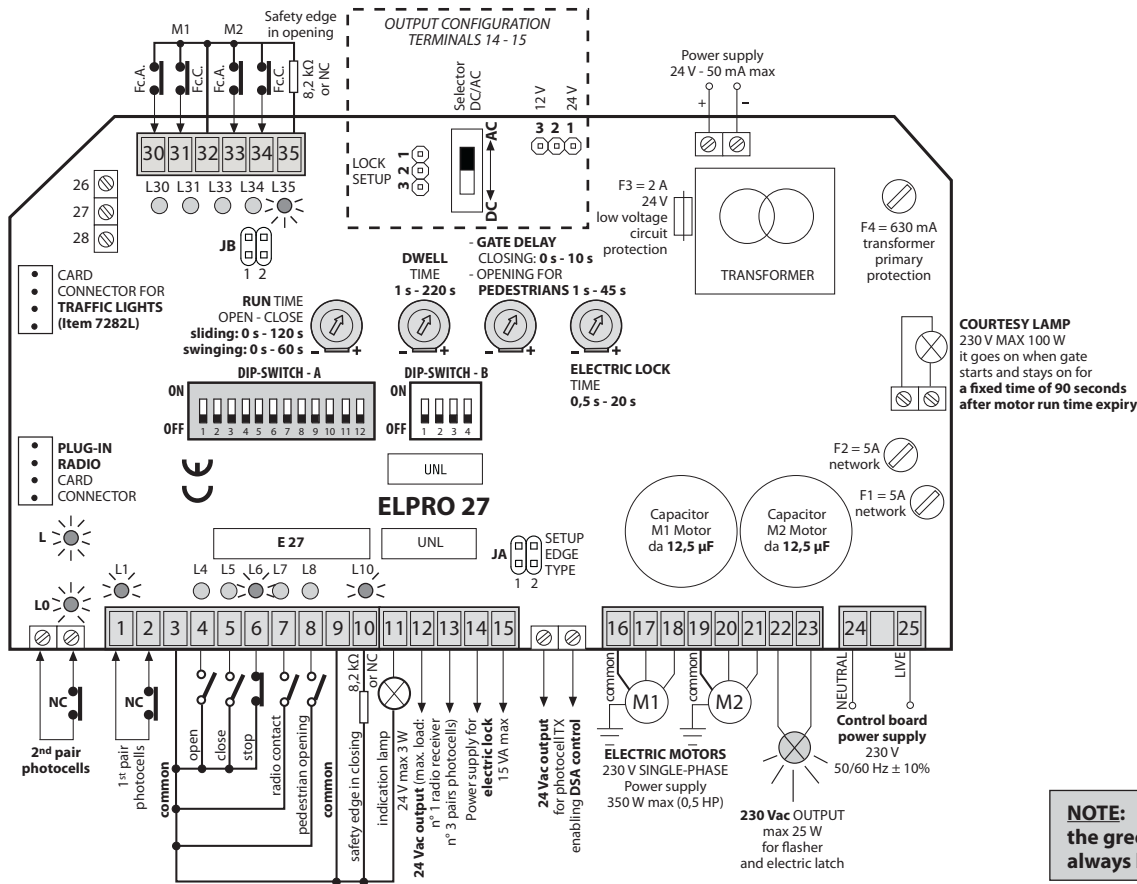 Safety edge
in opening
M1
M2
Fc.A.
Fc.C.
Fc.A.
Fc.C.
8,2 kΩ
or NC
OUTPUT CONFIGURATION
TERMINALS 14 - 15
Selector
DC/AC
12 V
24 V
3 2 1
AC
DC
LOCK
SETUP
3 2 1
Power supply
24 V - 50 mA max
+ −
30 31 32 33 34 35
L30 L31 L33 L34 L35
26
27
28
JB
1 2
CARD
CONNECTOR FOR
TRAFFIC LIGHTS
(Item 7282L)
F3 = 2 A
24 V
low voltage
circuit
protection
TRANSFORMER
F4 = 630 mA
transformer
primary
protection
RUN TIME
OPEN - CLOSE
sliding: 0 s - 120 s
swinging: 0 s - 60 s
- +
DWELL
TIME
1 s - 220 s
- +
- GATE DELAY
CLOSING: 0 s - 10 s
- OPENING FOR
PEDESTRIANS 1 s - 45 s
- +
- +
ELECTRIC LOCK
TIME
0,5 s - 20 s
COURTESY LAMP
230 V MAX 100 W
it goes on when gate
starts and stays on for
a fixed time of 90 seconds
after motor run time expiry
DIP-SWITCH - A
ON
OFF
1 2 3 4 5 6 7 8 9 10 11 12
DIP-SWITCH - B
ON
OFF
1 2 3 4
PLUG-IN
RADIO
CARD
CONNECTOR
CE
UNL
ELPRO 27
E 27
UNL
JA
1 2
SETUP
EDGE
TYPE
Capacitor
M1 Motor
da 12,5 µF
Capacitor
M2 Motor
da 12,5 µF
F2 = 5A
network
F1 = 5A
network
L
L0
L1
L4 L5 L6 L7 L8
L10
1 2 3 4 5 6 7 8 9 10 11 12 13 14 15
16 17 18 19 20 21 22 23
24 25
NC
2nd pair
photocells
NC
1st pair
photocells
common
open
close
stop
radio contact
pedestrian opening
common
safety edge in closing
8,2 kΩ
or NC
indication lamp
24 V max 3 W
24 Vac output (max. load:
n° 1 radio receiver
n° 3 pairs photocells)
Power supply for
electric lock
15 VA max
24 Vac output
for photocell TX
enabling DSA control
common
M1
common
M2
ELECTRIC MOTORS
230 V SINGLE-PHASE
Power supply
350 W max (0,5 HP)
230 Vac OUTPUT
max 25 W
for flasher
and electric latch
NEUTRAL
LIVE
Control board
power supply
230 V
50/60 Hz ± 10%
NOTE:
the gree
always